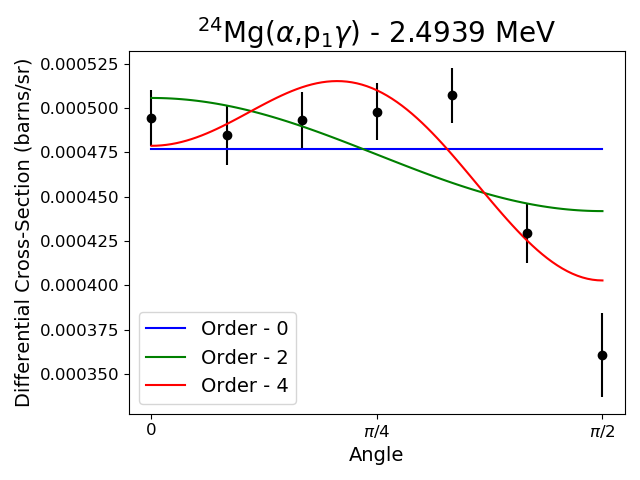 ²⁴Mg(α,p₁γ) - 2.4939 MeV
Differential Cross-Section (barns/sr)
0.000525
0.000500
0.000475
0.000450
0.000425
0.000400
0.000375
0.000350
Order - 0
Order - 2
Order - 4
0
π/4
π/2
Angle